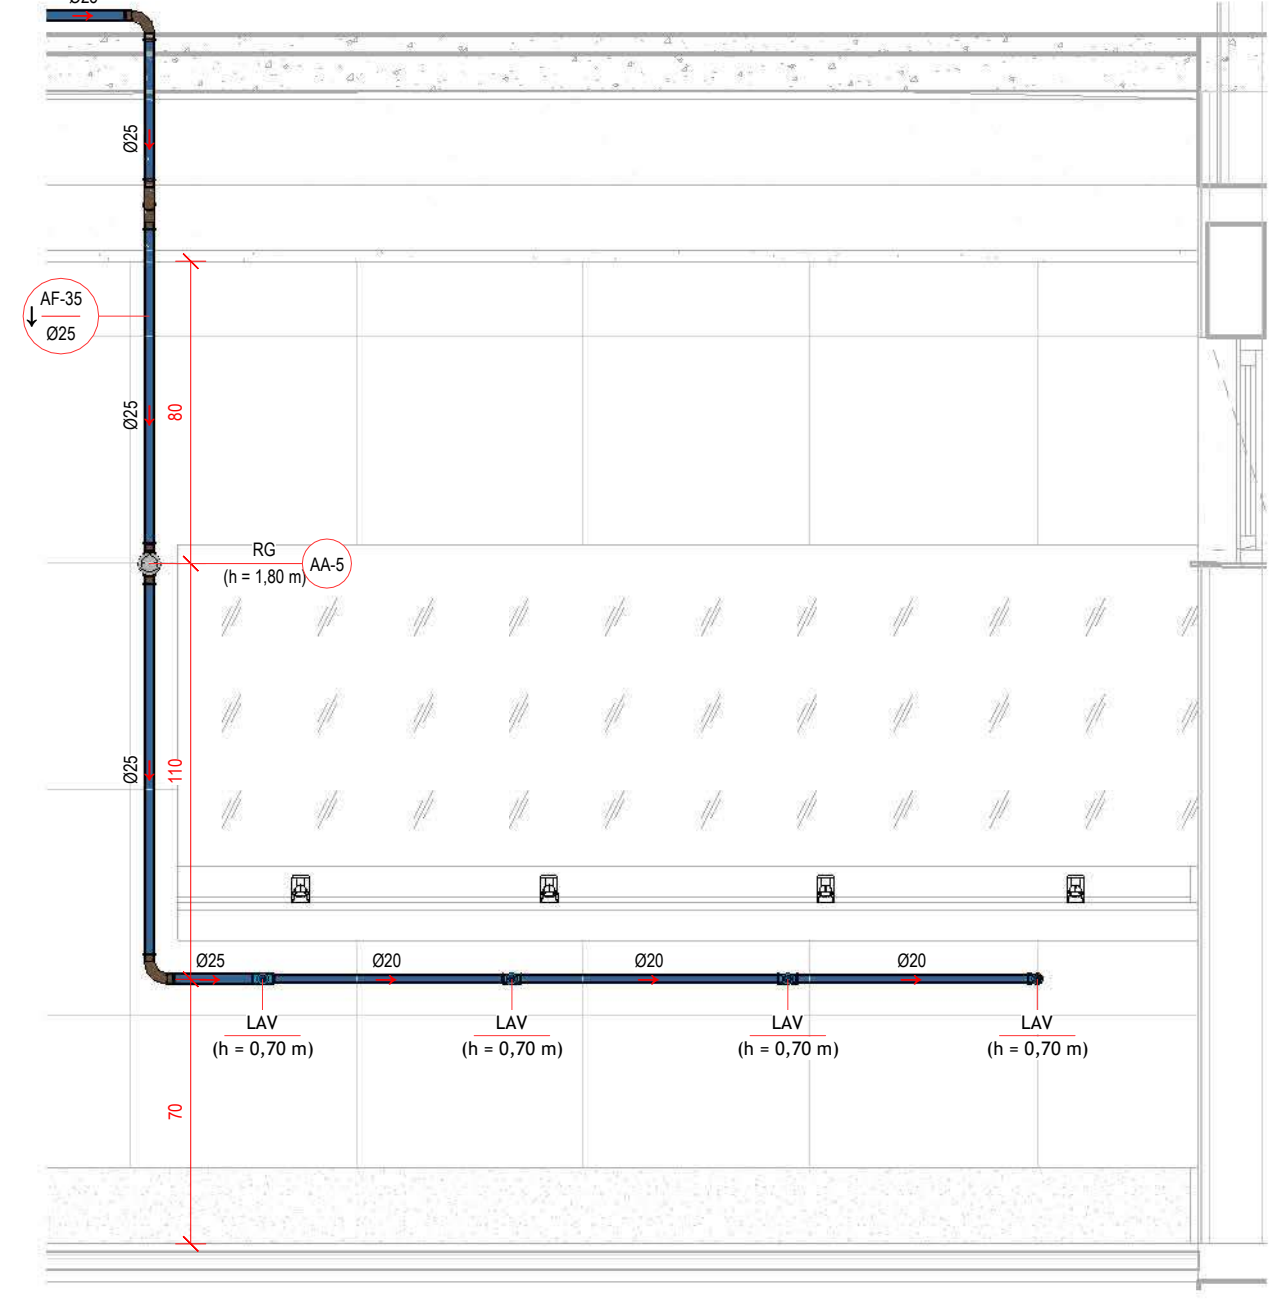 Ø25
AF-35
Ø25
Ø25
80
RG
(h = 1,80 m)
AA-5
Ø25
110
Ø25
Ø20
Ø20
Ø20
LAV
(h = 0,70 m)
LAV
(h = 0,70 m)
LAV
(h = 0,70 m)
LAV
(h = 0,70 m)
70